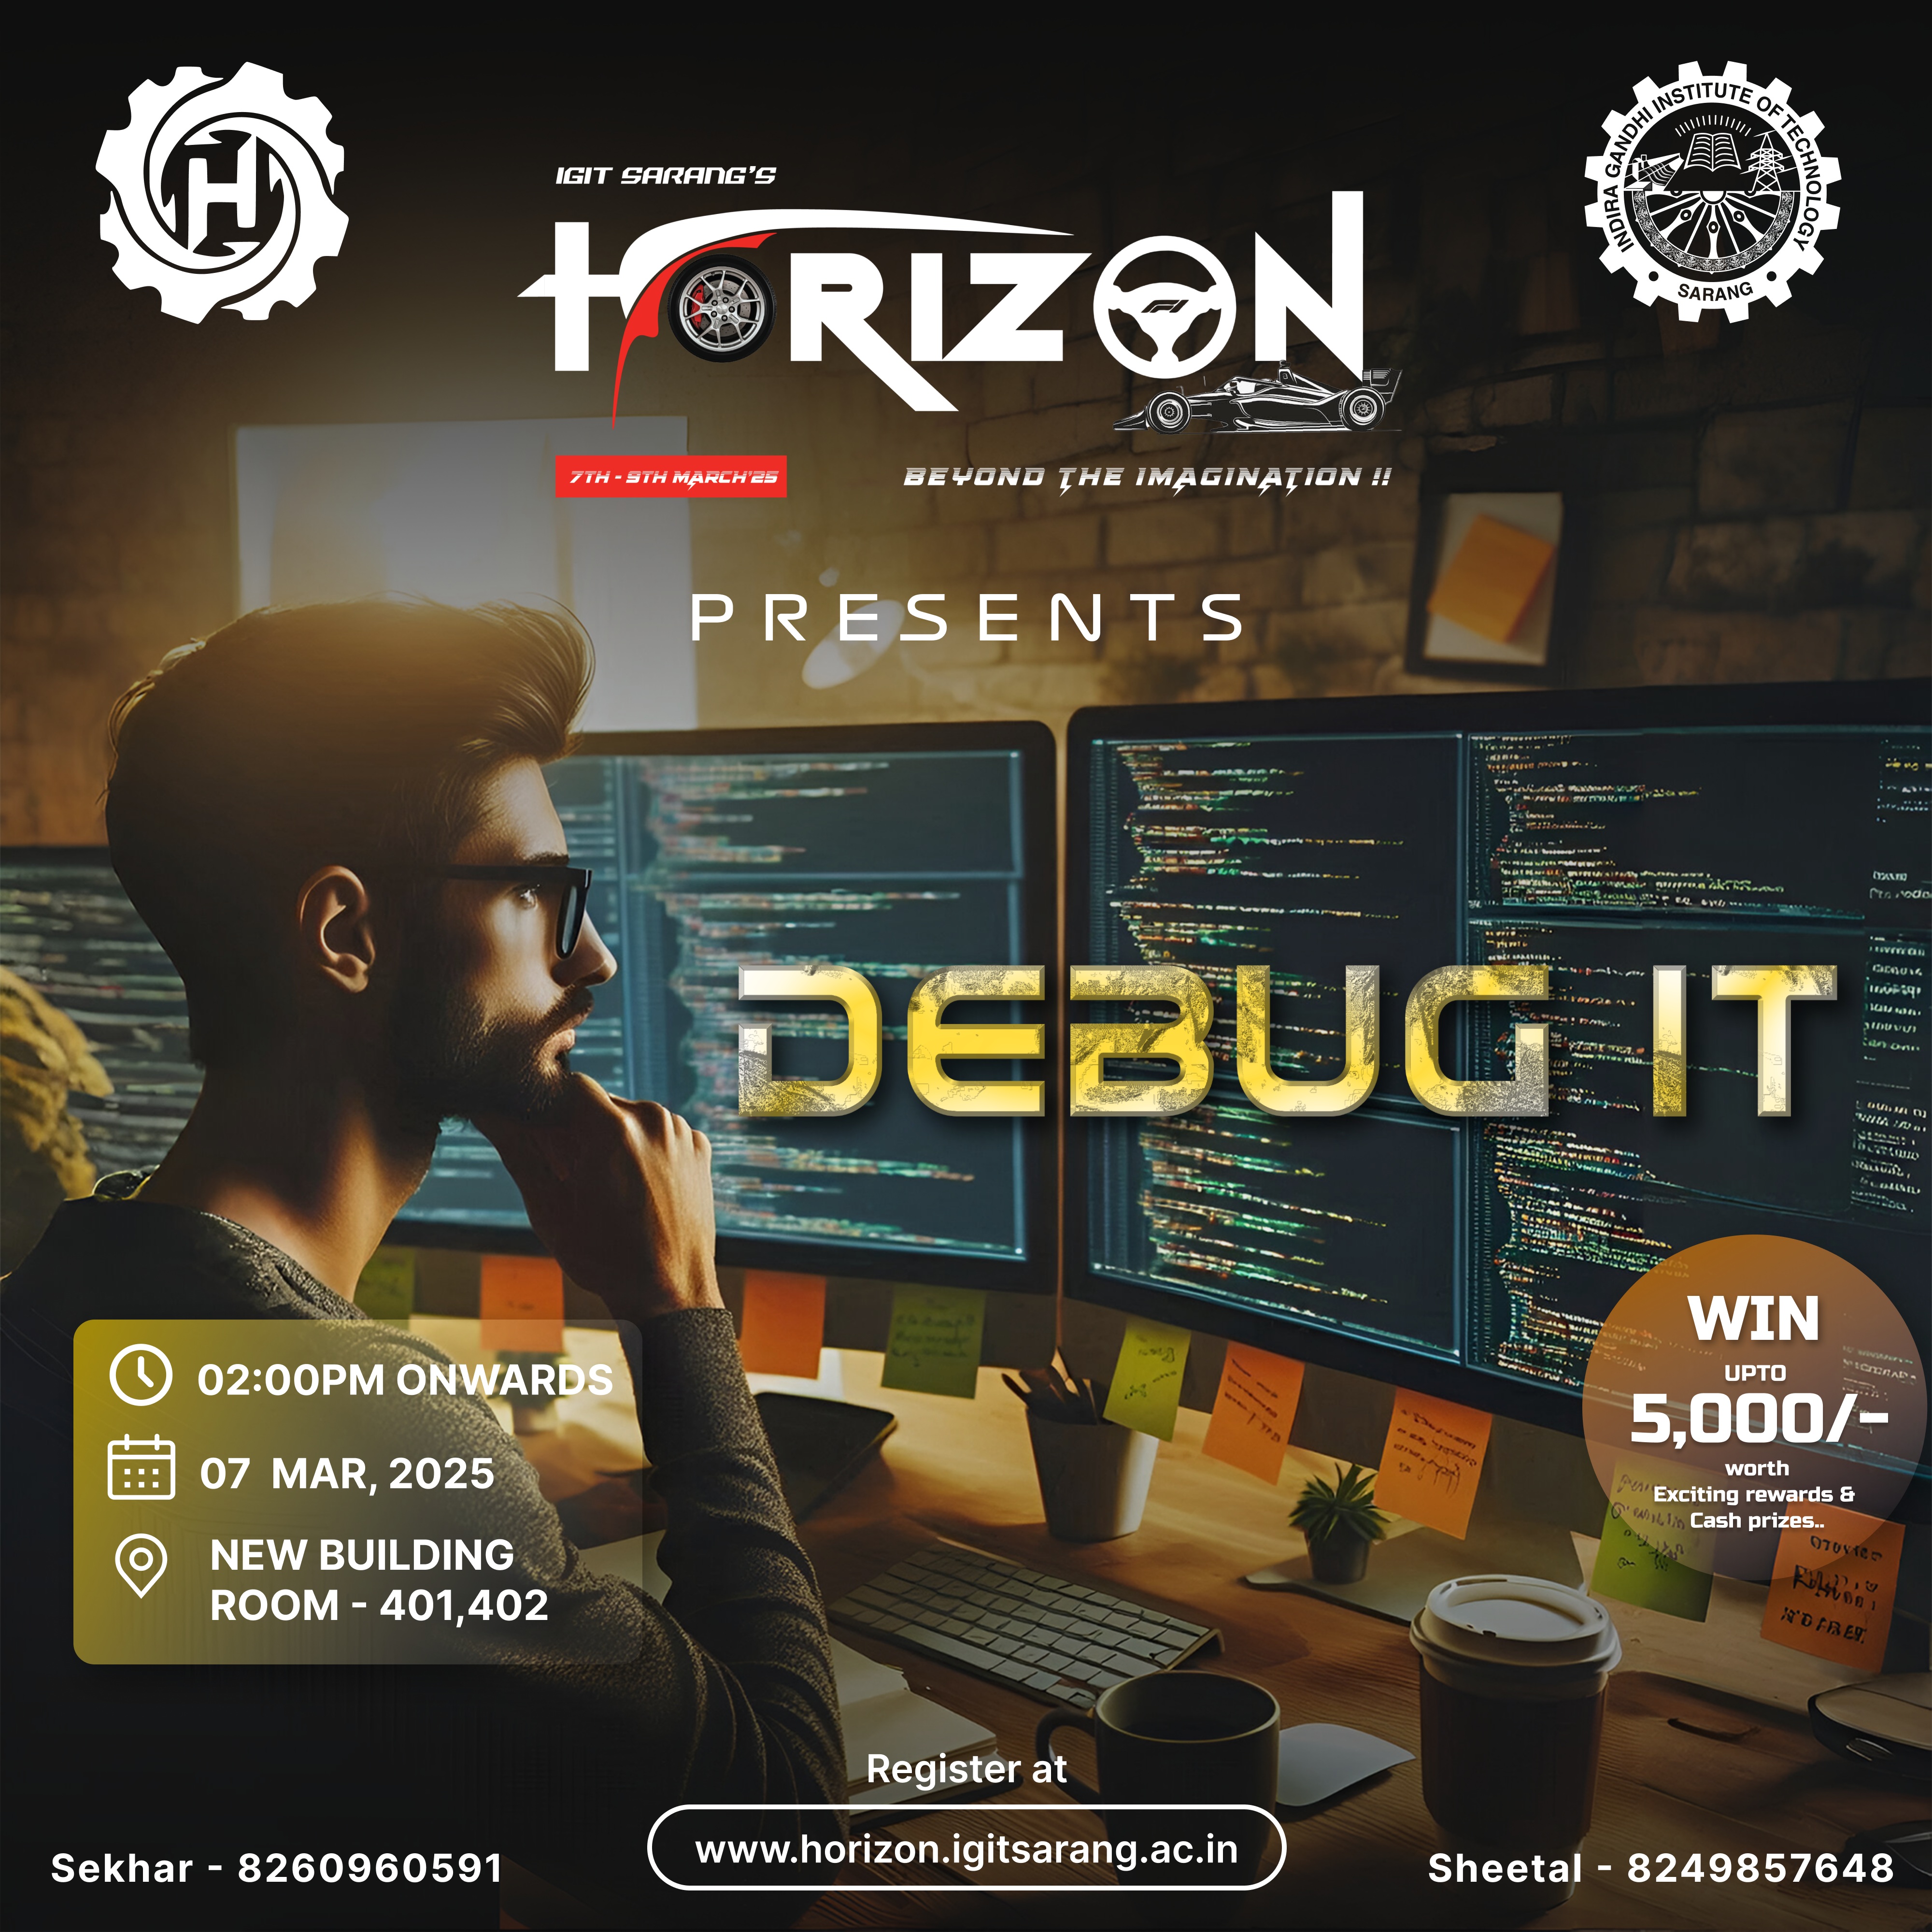 INDIRA GANDHI INSTITUTE OF TECHNOLOGY
SARANG
H
IGIT SARANG'S
HORIZON
7TH - 9TH MARCH'25
BEYOND THE IMAGINATION !!
PRESENTS
DEBUG IT
WIN
UPTO
5,000/-
worth
Exciting rewards &
Cash prizes..
02:00PM ONWARDS
07 MAR, 2025
NEW BUILDING
ROOM - 401,402
Register at
www.horizon.igitsarang.ac.in
Sekhar - 8260960591
Sheetal - 8249857648